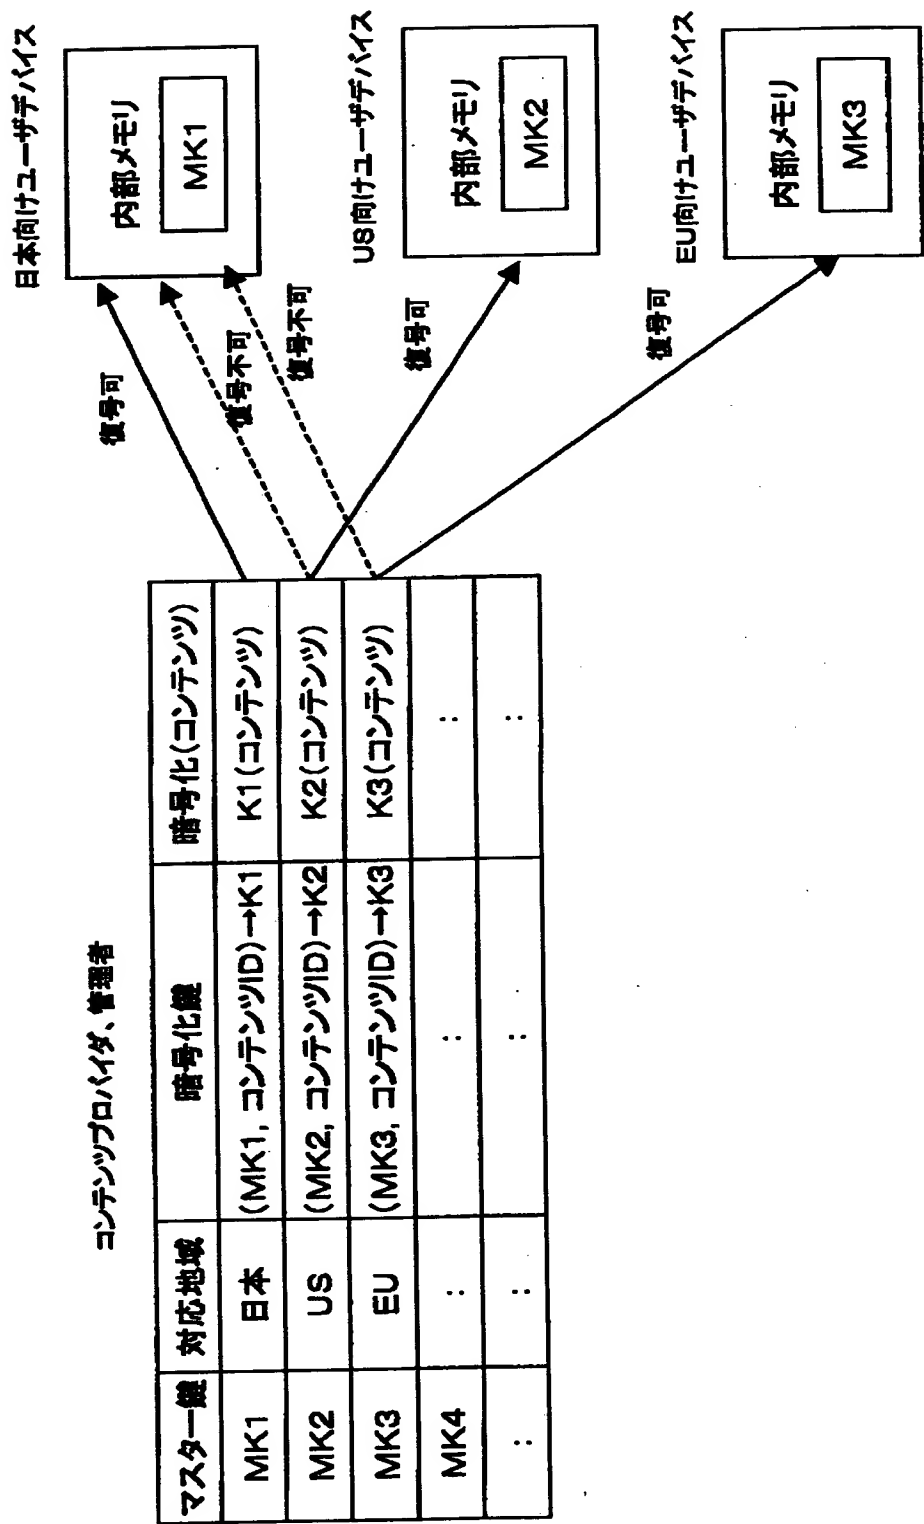 コンテンツプロバイダ、管理者
マスター鍵 対応地域 暗号化鍵 暗号化(コンテンツ)
MK1 日本 (MK1, コンテンツID)→K1 K1(コンテンツ)
MK2 US (MK2, コンテンツID)→K2 K2(コンテンツ)
MK3 EU (MK3, コンテンツID)→K3 K3(コンテンツ)
MK4 : : :
: : : :
復号可
復号不可
復号不可
復号可
復号可
日本向けユーザデバイス
内部メモリ
MK1
US向けユーザデバイス
内部メモリ
MK2
EU向けユーザデバイス
内部メモリ
MK3